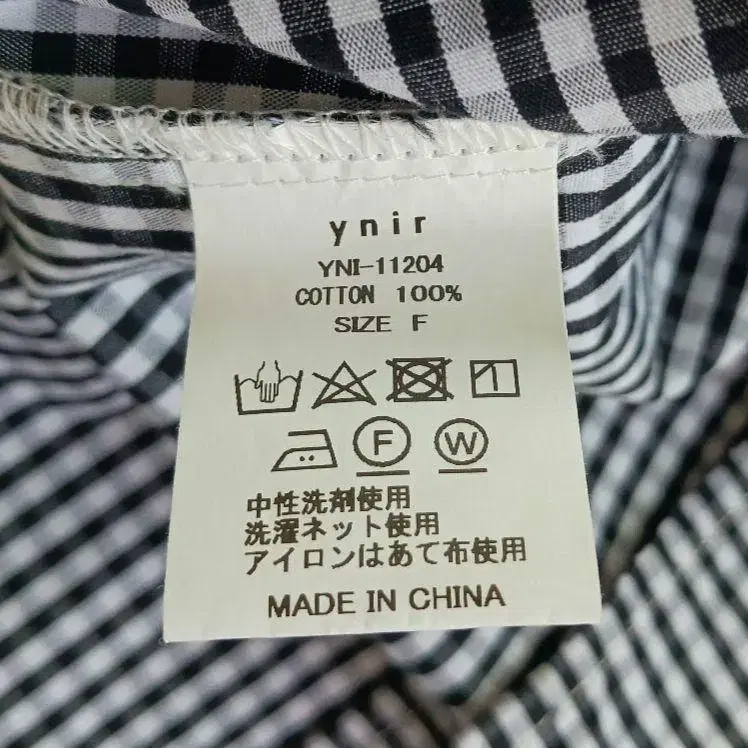 ynir
YNI-11204
COTTON 100%
SIZE F
F W
中性洗剤使用
洗濯ネット使用
アイロンはあて布使用
MADE IN CHINA